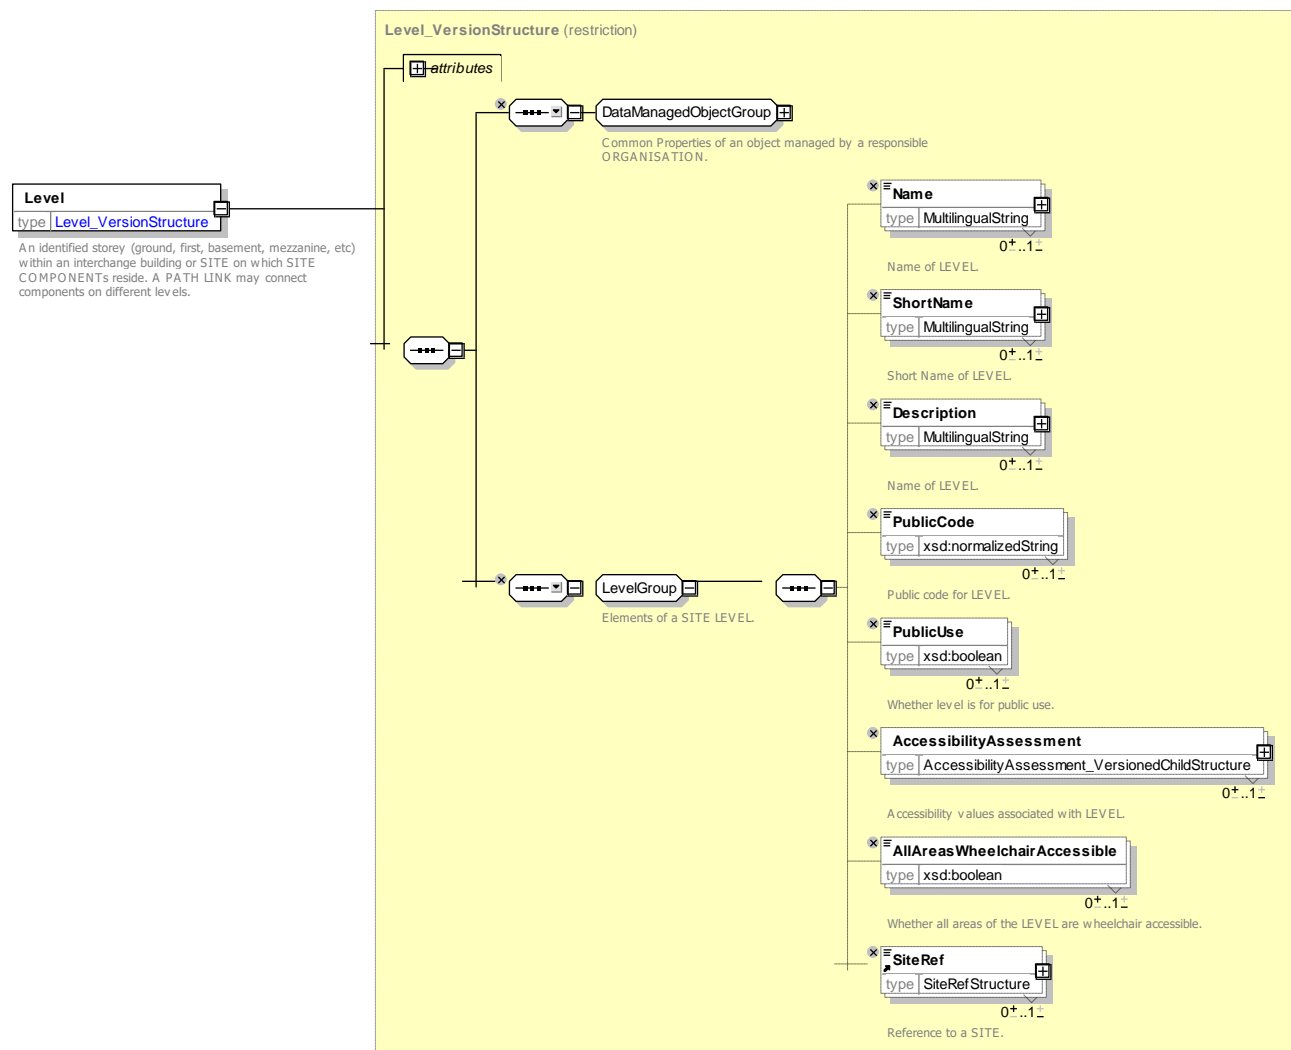 Level_VersionStructure (restriction)
attributes
DataManagedObjectGroup
Common Properties of an object managed by a responsible
ORGANISATION.
Level
type Level_VersionStructure
An identified storey (ground, first, basement, mezzanine, etc)
within an interchange building or SITE on which SITE
COMPONENTs reside. A PATH LINK may connect
components on different levels.
Name
type MultilingualString
0..1
Name of LEVEL.
ShortName
type MultilingualString
0..1
Short Name of LEVEL.
Description
type MultilingualString
0..1
Name of LEVEL.
PublicCode
type xsd:normalizedString
0..1
Public code for LEVEL.
LevelGroup
Elements of a SITE LEVEL.
PublicUse
type xsd:boolean
0..1
Whether level is for public use.
AccessibilityAssessment
type AccessibilityAssessment_VersionedChildStructure
0..1
Accessibility values associated with LEVEL.
AllAreasWheelchairAccessible
type xsd:boolean
0..1
Whether all areas of the LEVEL are wheelchair accessible.
SiteRef
type SiteRefStructure
0..1
Reference to a SITE.